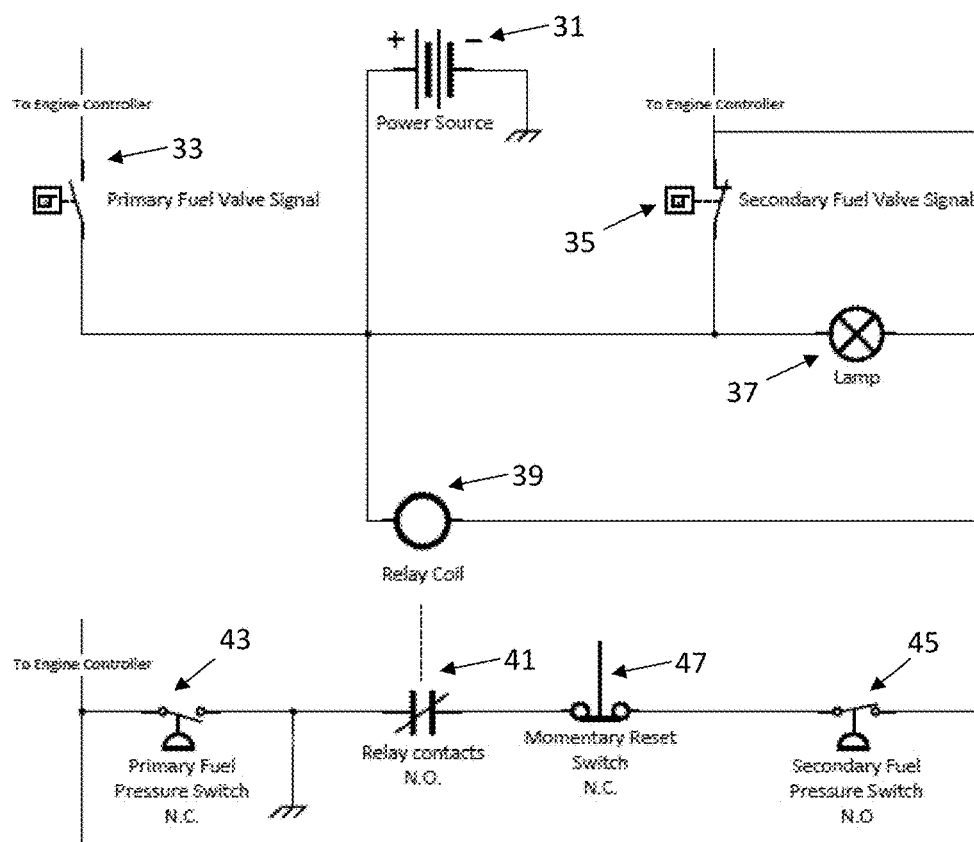 + − 31
To Engine Controller
To Engine Controller
Power Source
33
Primary Fuel Valve Signal
Secondary Fuel Valve Signal
35
37
Lamp
39
Relay Coil
To Engine Controller
43
41
47
45
Primary Fuel
Pressure Switch
N.C.
Relay contacts
N.O.
Momentary Reset
Switch
N.C.
Secondary Fuel
Pressure Switch
N.O